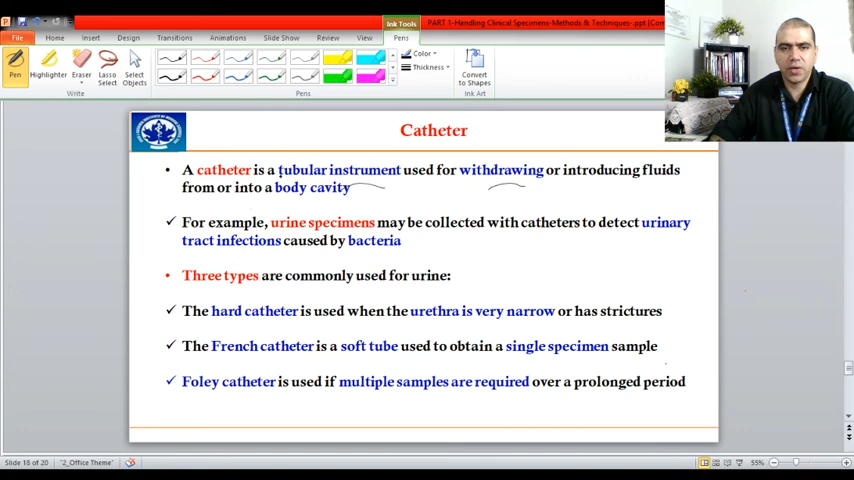 Ink Tools
PART 1-Handling Clinical Specimens-Methods & Techniques-.ppt [Com
File Home Insert Design Transitions Animations Slide Show Review View Pens
Pen
Highlighter
Eraser
Lasso
Select
Select
Objects
Color
Thickness
Convert
to Shapes
Write
Pens
Ink Art
Catheter
• A catheter is a tubular instrument used for withdrawing or introducing fluids
from or into a body cavity
✓ For example, urine specimens may be collected with catheters to detect urinary
tract infections caused by bacteria
• Three types are commonly used for urine:
✓ The hard catheter is used when the urethra is very narrow or has strictures
✓ The French catheter is a soft tube used to obtain a single specimen sample
✓ Foley catheter is used if multiple samples are required over a prolonged period
Slide 18 of 20
"2_Office Theme"
55%